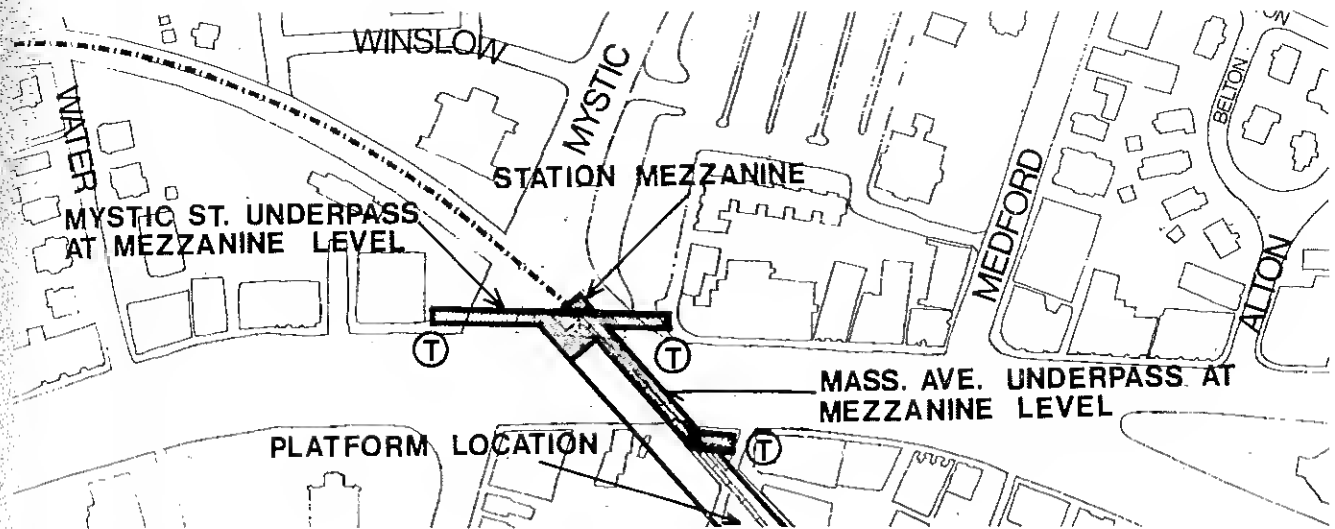 WINSLOW
MYSTIC
WATER
BELTON
STATION MEZZANINE
MYSTIC ST. UNDERPASS
AT MEZZANINE LEVEL
MEDFORD
ALTON
T
T
MASS. AVE. UNDERPASS AT
MEZZANINE LEVEL
PLATFORM LOCATION
T